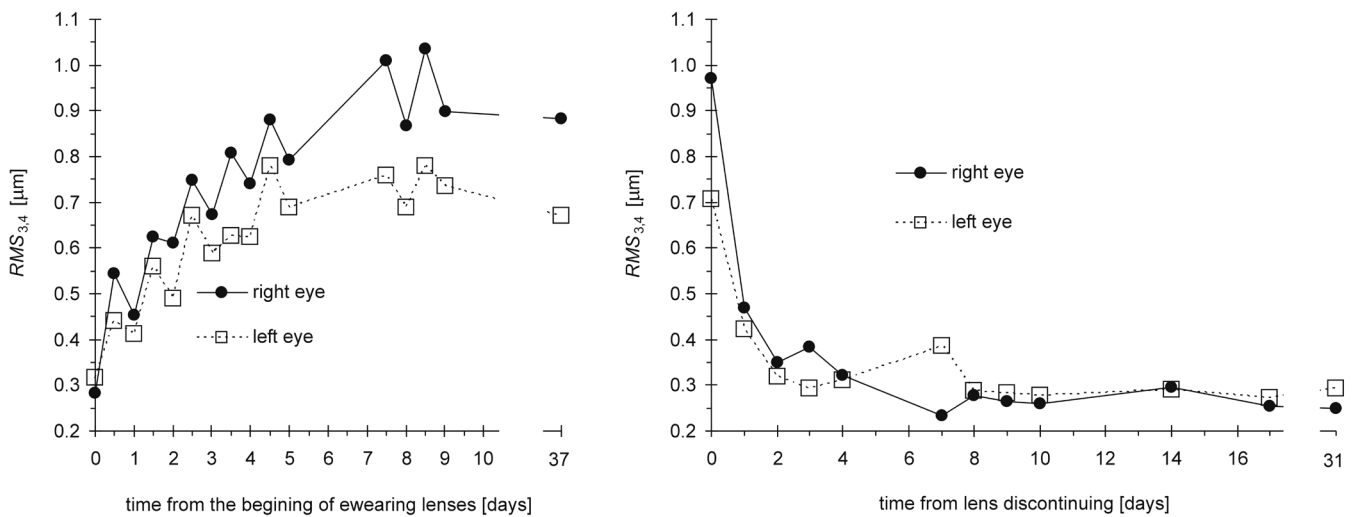 1.1
1.0
0.9
0.8
0.7
0.6
0.5
0.4
0.3
0.2
RMS3,4 [µm]
right eye
left eye
0 1 2 3 4 5 7 8 9 10 37
time from the begining of ewearing lenses [days]
1.1
1.0
0.9
0.8
0.7
0.6
0.5
0.4
0.3
0.2
RMS3,4 [µm]
right eye
left eye
0 2 4 6 8 10 12 14 16 31
time from lens discontinuing [days]